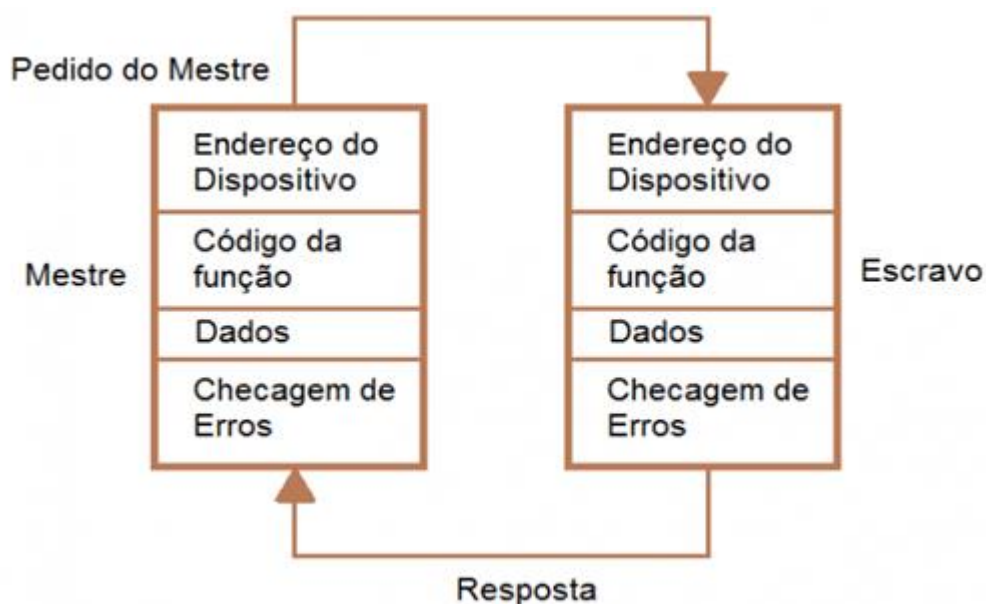 Pedido do Mestre
Mestre
Endereço do
Dispositivo
Código da
função
Dados
Checagem de
Erros
Endereço do
Dispositivo
Código da
função
Dados
Checagem de
Erros
Escravo
Resposta